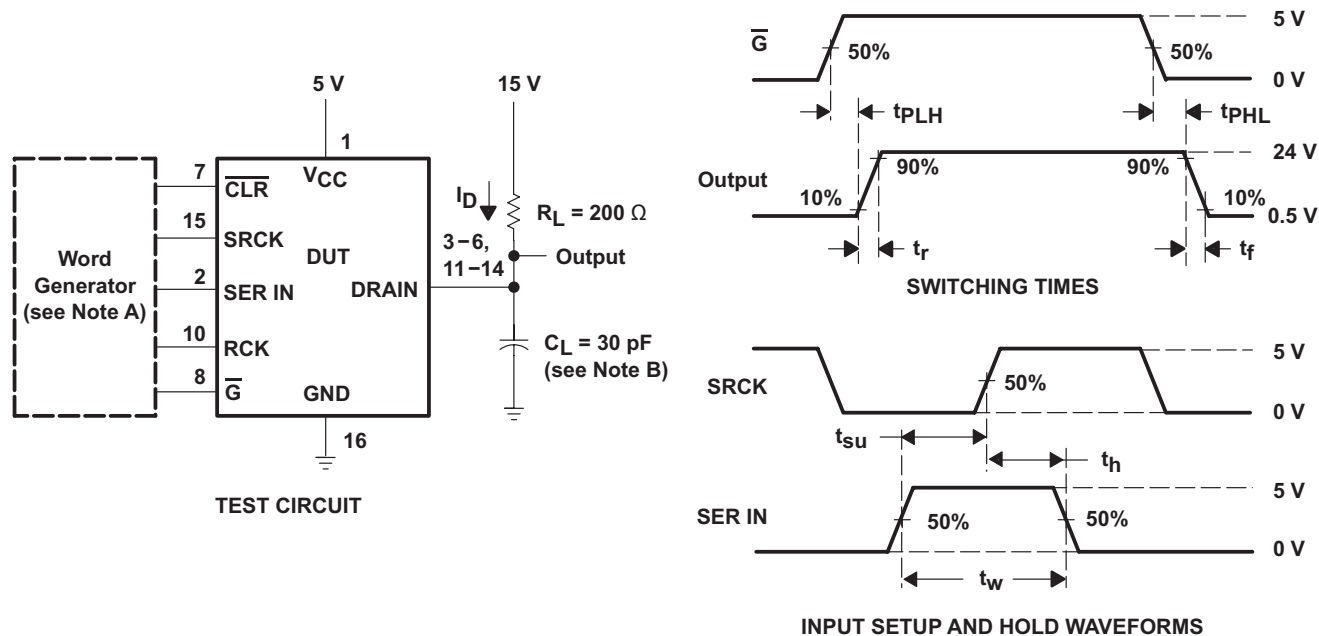 5 V
15 V
1
7
CLR
VCC
ID
RL = 200 Ω
15
SRCK
DUT
3–6,
11–14
Output
Word
Generator
(see Note A)
2
SER IN
DRAIN
10
RCK
CL = 30 pF
(see Note B)
8
G
GND
16
TEST CIRCUIT
G
50%
50%
5 V
0 V
tPLH
tPHL
Output
10%
90%
90%
10%
24 V
0.5 V
tr
tf
SWITCHING TIMES
SRCK
50%
5 V
0 V
tsu
th
SER IN
50%
50%
5 V
0 V
tw
INPUT SETUP AND HOLD WAVEFORMS